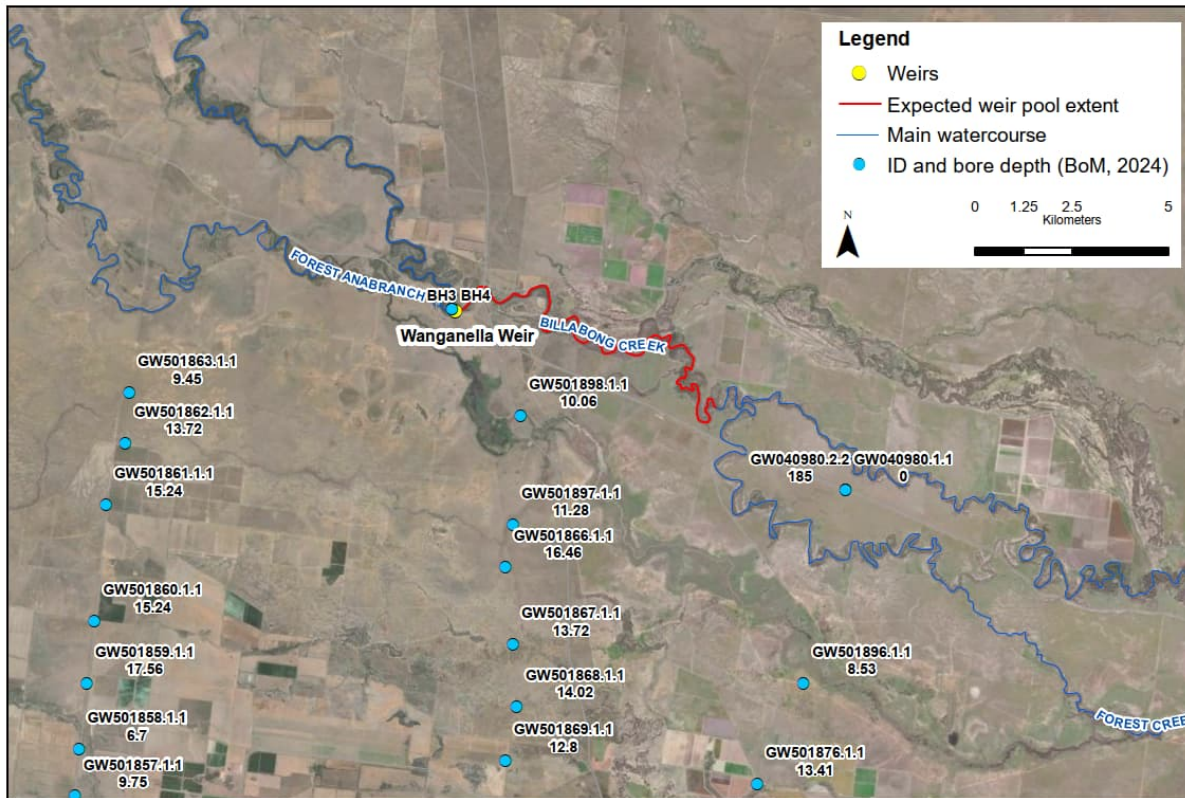 Legend
Weirs
Expected weir pool extent
Main watercourse
ID and bore depth (BoM, 2024)
N
0 1.25 2.5 5
Kilometers
FOREST ANABRANCH
BH3 BH4
Wanganella Weir
BILLABONG CREEK
GW501863.1.1
9.45
GW501862.1.1
13.72
GW501898.1.1
10.06
GW501861.1.1
15.24
GW040980.2.2 GW040980.1.1
185 0
GW501897.1.1
11.28
GW501866.1.1
16.46
GW501860.1.1
15.24
GW501867.1.1
13.72
GW501859.1.1
17.56
GW501868.1.1
14.02
GW501896.1.1
8.53
GW501858.1.1
6.7
GW501869.1.1
12.8
FOREST CREE
GW501857.1.1
9.75
GW501876.1.1
13.41